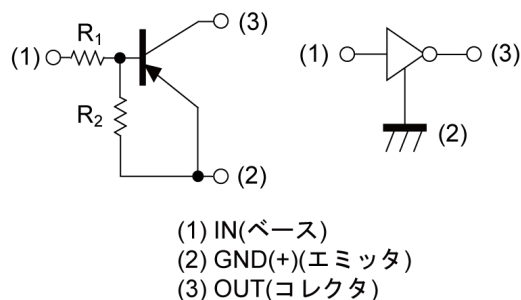 (3)
R1
(1)
R2
(2)
(1)
(3)
(2)
(1) IN(ベース)
(2) GND(+)(エミッタ)
(3) OUT(コレクタ)